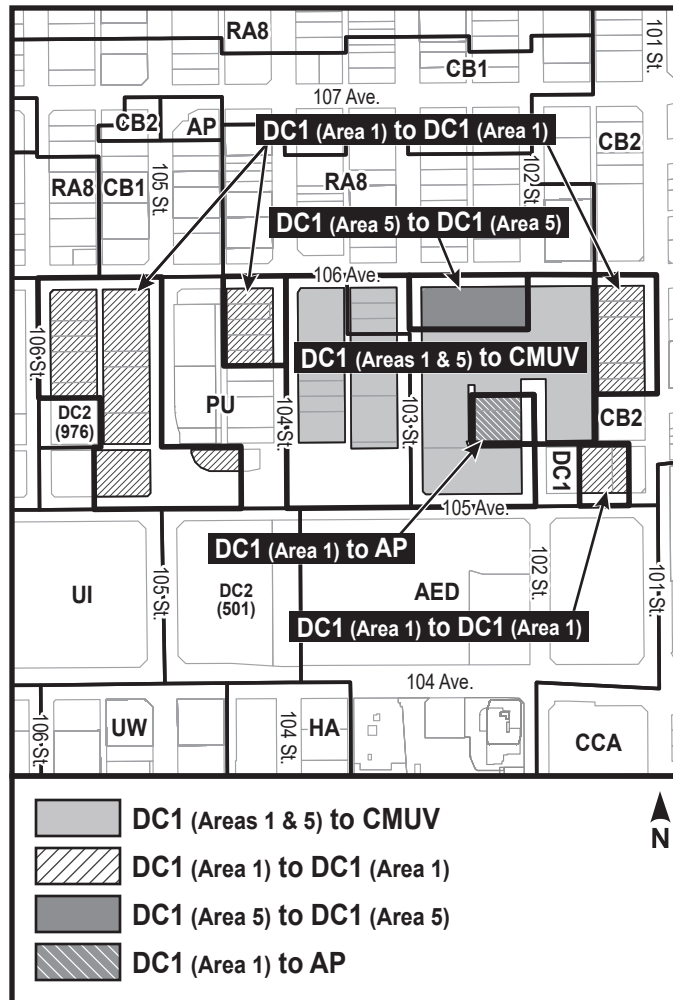 RA8
101 St.
CB1
107 Ave.
CB2
AP
DC1 (Area 1) to DC1 (Area 1)
CB2
105 St.
RA8
CB1
RA8
102 St.
DC1 (Area 5) to DC1 (Area 5)
106 Ave.
106 St.
DC1 (Areas 1 & 5) to CMUV
DC2
(976)
PU
104 St.
103 St.
CB2
DC1
105 Ave.
DC1 (Area 1) to AP
UI
105 St.
DC2
(501)
AED
102 St.
101 St.
DC1 (Area 1) to DC1 (Area 1)
104 Ave.
106 St.
UW
104 St.
HA
CCA
DC1 (Areas 1 & 5) to CMUV
DC1 (Area 1) to DC1 (Area 1)
DC1 (Area 5) to DC1 (Area 5)
DC1 (Area 1) to AP
N